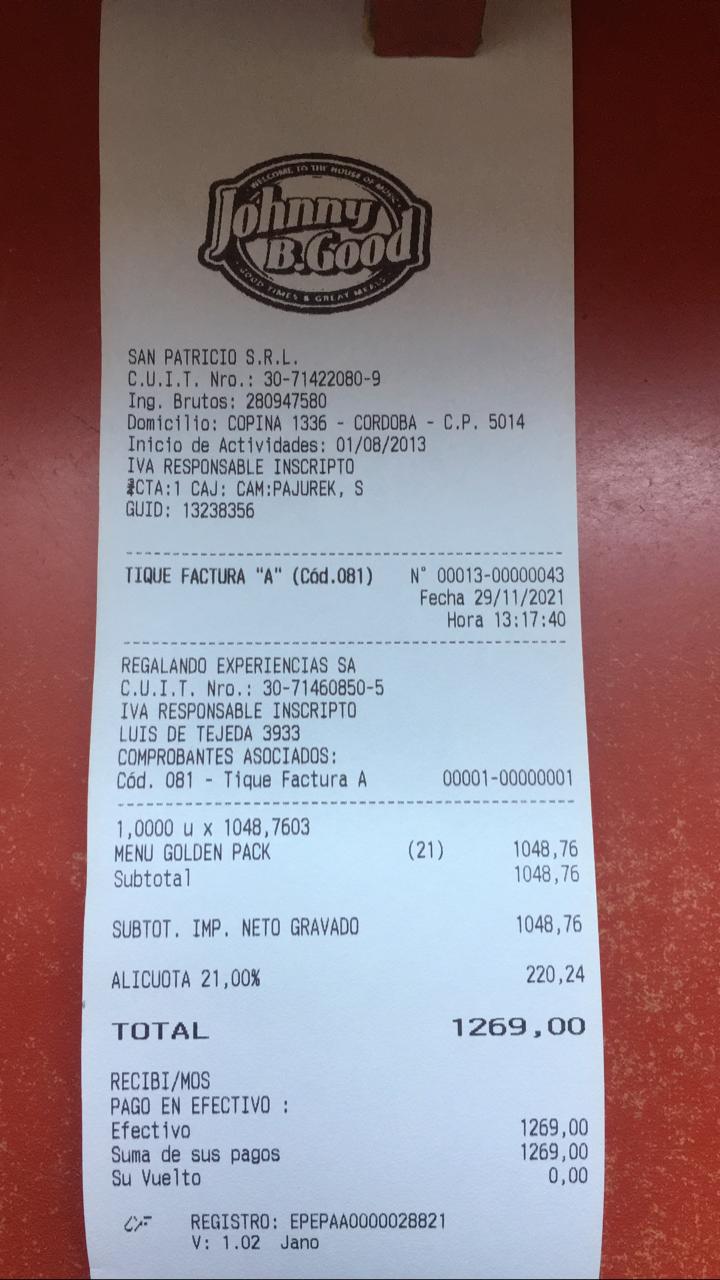 WELCOME TO THE HOUSE OF MUSIC
Johnny
B.Good
GOOD TIMES & GREAT MEALS
SAN PATRICIO S.R.L.
C.U.I.T. Nro.: 30-71422080-9
Ing. Brutos: 280947580
Domicilio: COPINA 1336 - CORDOBA - C.P. 5014
Inicio de Actividades: 01/08/2013
IVA RESPONSABLE INSCRIPTO
CTA:1 CAJ: CAM:PAJUREK, S
GUID: 13238356
TIQUE FACTURA "A" (Cód.081) N° 00013-00000043
Fecha 29/11/2021
Hora 13:17:40
REGALANDO EXPERIENCIAS SA
C.U.I.T. Nro.: 30-71460850-5
IVA RESPONSABLE INSCRIPTO
LUIS DE TEJEDA 3933
COMPROBANTES ASOCIADOS:
Cód. 081 - Tique Factura A 00001-00000001
1,0000 u x 1048,7603
MENU GOLDEN PACK (21) 1048,76
Subtotal 1048,76
SUBTOT. IMP. NETO GRAVADO 1048,76
ALICUOTA 21,00% 220,24
TOTAL 1269,00
RECIBI/MOS
PAGO EN EFECTIVO :
Efectivo 1269,00
Suma de sus pagos 1269,00
Su Vuelto 0,00
CF REGISTRO: EPEPAA0000028821
V: 1.02 Jano